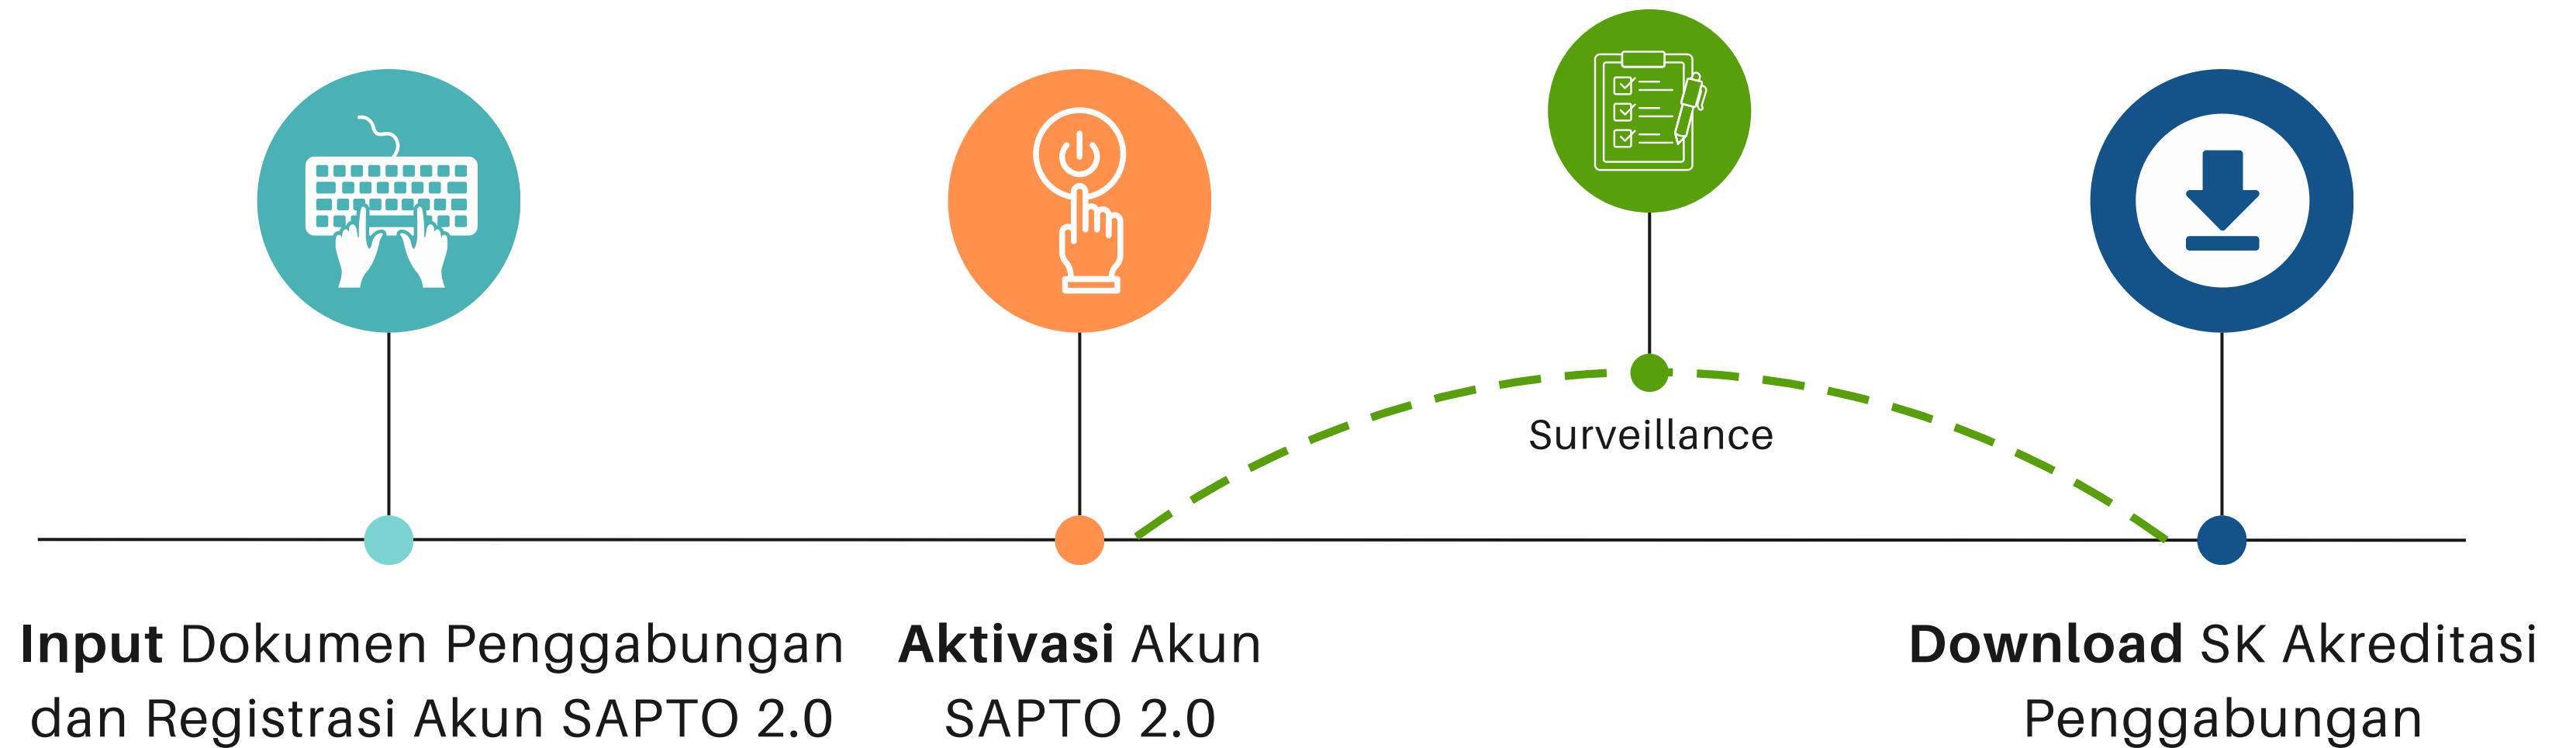 Surveillance
Input Dokumen Penggabungan
dan Registrasi Akun SAPTO 2.0
Aktivasi Akun
SAPTO 2.0
Download SK Akreditasi
Penggabungan